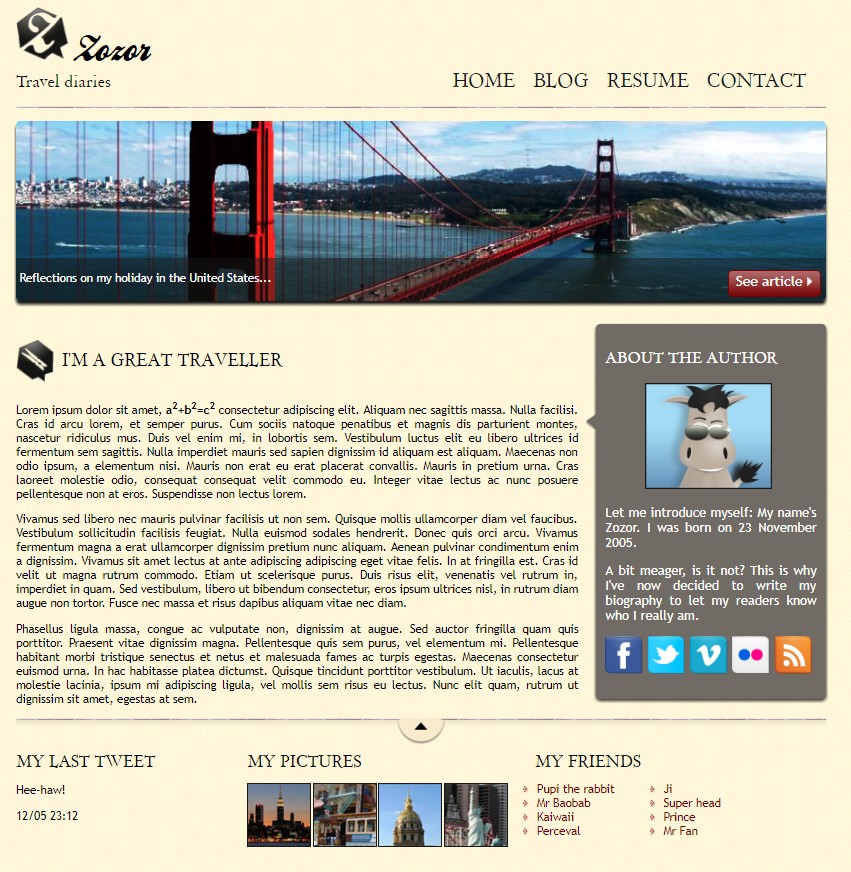 Zozor
Travel diaries
HOME BLOG RESUME CONTACT
Reflections on my holiday in the United States...
See article
I'M A GREAT TRAVELLER
Lorem ipsum dolor sit amet, a²+b²=c² consectetur adipiscing elit. Aliquam nec sagittis massa. Nulla facilisi.
Cras id arcu lorem, et semper purus. Cum sociis natoque penatibus et magnis dis parturient montes,
nascetur ridiculus mus. Duis vel enim mi, in lobortis sem. Vestibulum luctus elit eu libero ultrices id
fermentum sem sagittis. Nulla imperdiet mauris sed sapien dignissim id aliquam est aliquam. Maecenas non
odio ipsum, a elementum nisi. Mauris non erat eu erat placerat convallis. Mauris in pretium urna. Cras
laoreet molestie odio, consequat consequat velit commodo eu. Integer vitae lectus ac nunc posuere
pellentesque non at eros. Suspendisse non lectus lorem.
Vivamus sed libero nec mauris pulvinar facilisis ut non sem. Quisque mollis ullamcorper diam vel faucibus.
Vestibulum sollicitudin facilisis feugiat. Nulla euismod sodales hendrerit. Donec quis orci arcu. Vivamus
fermentum magna a erat ullamcorper dignissim pretium nunc aliquam. Aenean pulvinar condimentum enim
a dignissim. Vivamus sit amet lectus at ante adipiscing adipiscing eget vitae felis. In at fringilla est. Cras id
velit ut magna rutrum commodo. Etiam ut scelerisque purus. Duis risus elit, venenatis vel rutrum in,
imperdiet in quam. Sed vestibulum, libero ut bibendum consectetur, eros ipsum ultrices nisl, in rutrum diam
augue non tortor. Fusce nec massa et risus dapibus aliquam vitae nec diam.
Phasellus ligula massa, congue ac vulputate non, dignissim at augue. Sed auctor fringilla quam quis
porttitor. Praesent vitae dignissim magna. Pellentesque quis sem purus, vel elementum mi. Pellentesque
habitant morbi tristique senectus et netus et malesuada fames ac turpis egestas. Maecenas consectetur
euismod urna. In hac habitasse platea dictumst. Quisque tincidunt porttitor vestibulum. Ut iaculis, lacus at
molestie lacinia, ipsum mi adipiscing ligula, vel mollis sem risus eu lectus. Nunc elit quam, rutrum ut
dignissim sit amet, egestas at sem.
ABOUT THE AUTHOR
Let me introduce myself: My name's
Zozor. I was born on 23 November
2005.
A bit meager, is it not? This is why
I've now decided to write my
biography to let my readers know
who I really am.
MY LAST TWEET
Hee-haw!
12/05 23:12
MY PICTURES
MY FRIENDS
Pupi the rabbit
Mr Baobab
Kaiwaii
Perceval
Ji
Super head
Prince
Mr Fan